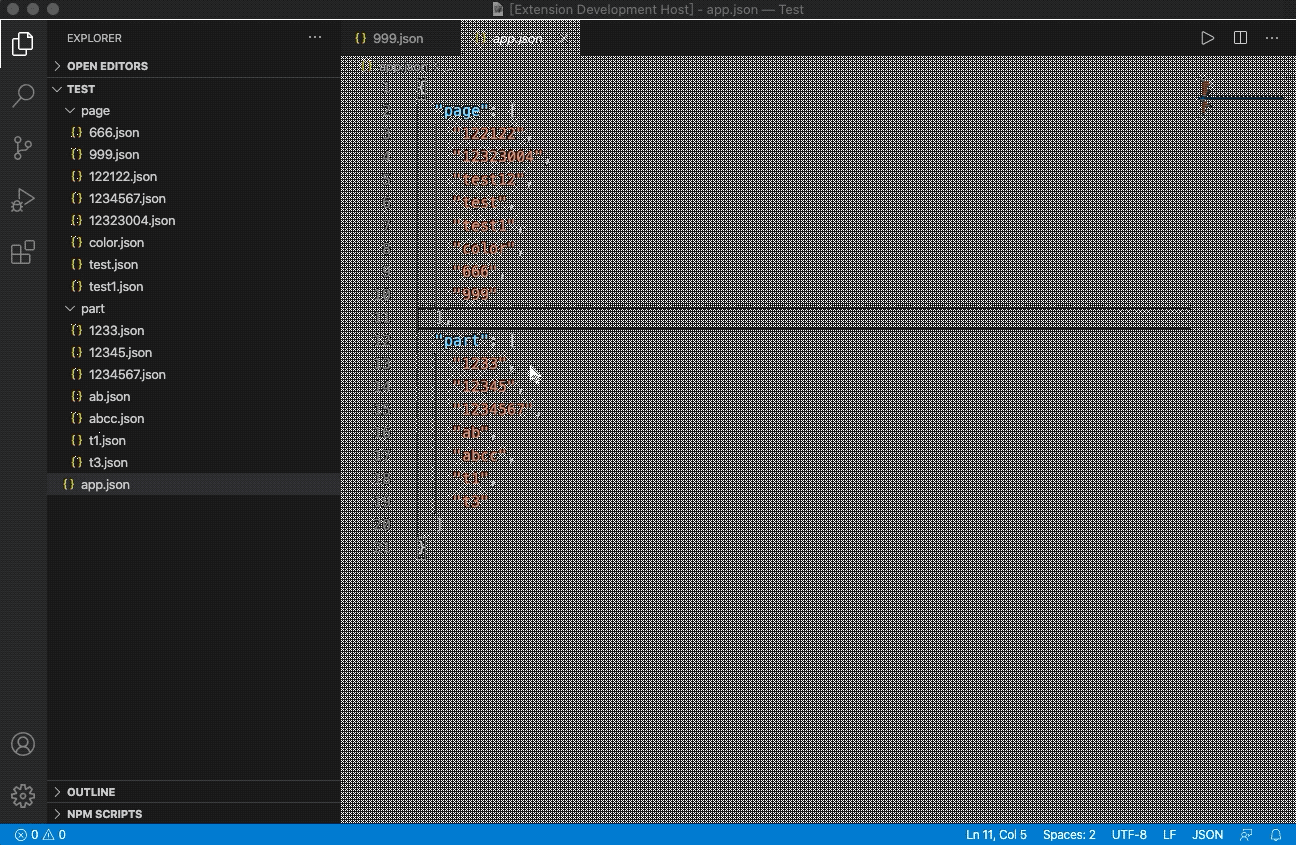 [Extension Development Host] - app.json — Test
EXPLORER
OPEN EDITORS
TEST
page
{} 666.json
{} 999.json
{} 122122.json
{} 1234567.json
{} 12323004.json
{} color.json
{} test.json
{} test1.json
part
{} 1233.json
{} 12345.json
{} 1234567.json
{} ab.json
{} abcc.json
{} t1.json
{} t3.json
{} app.json
OUTLINE
NPM SCRIPTS
{} 999.json
{} app.json
{
"page": [
"122122",
"12323004",
"test12",
"test",
"test1",
"color",
"666",
"999"
],
"part": [
"1233",
"12345",
"1234567",
"ab",
"abcc",
"t1",
]
}
0 0
Ln 11, Col 5 Spaces: 2 UTF-8 LF JSON